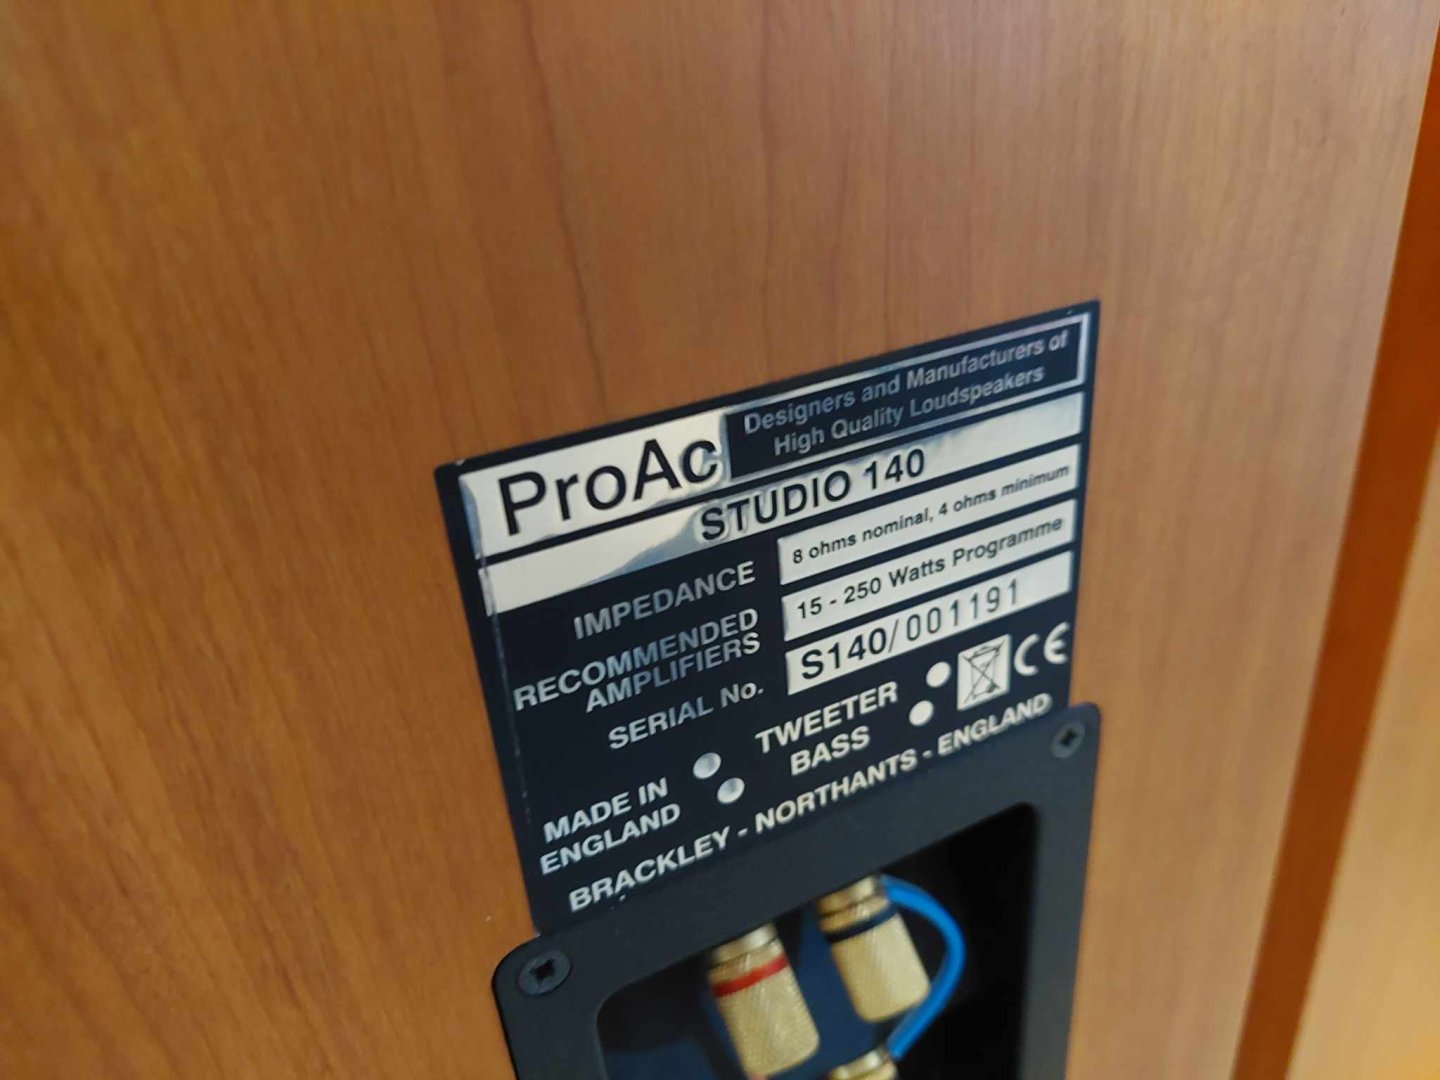 ProAc
Designers and Manufacturers of
High Quality Loudspeakers
STUDIO 140
IMPEDANCE 8 ohms nominal, 4 ohms minimum
RECOMMENDED
AMPLIFIERS 15 - 250 Watts Programme
SERIAL No. S140/001191
TWEETER
BASS
CE
MADE IN
ENGLAND
BRACKLEY - NORTHANTS - ENGLAND